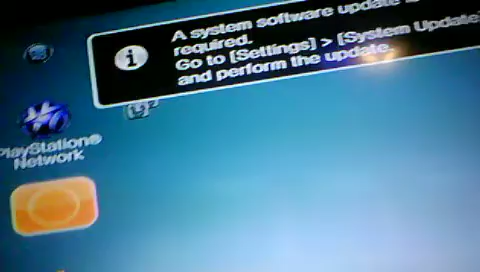 A system software update is
required.
Go to [Settings] > [System Update]
and perform the update.
PlayStation®
Network